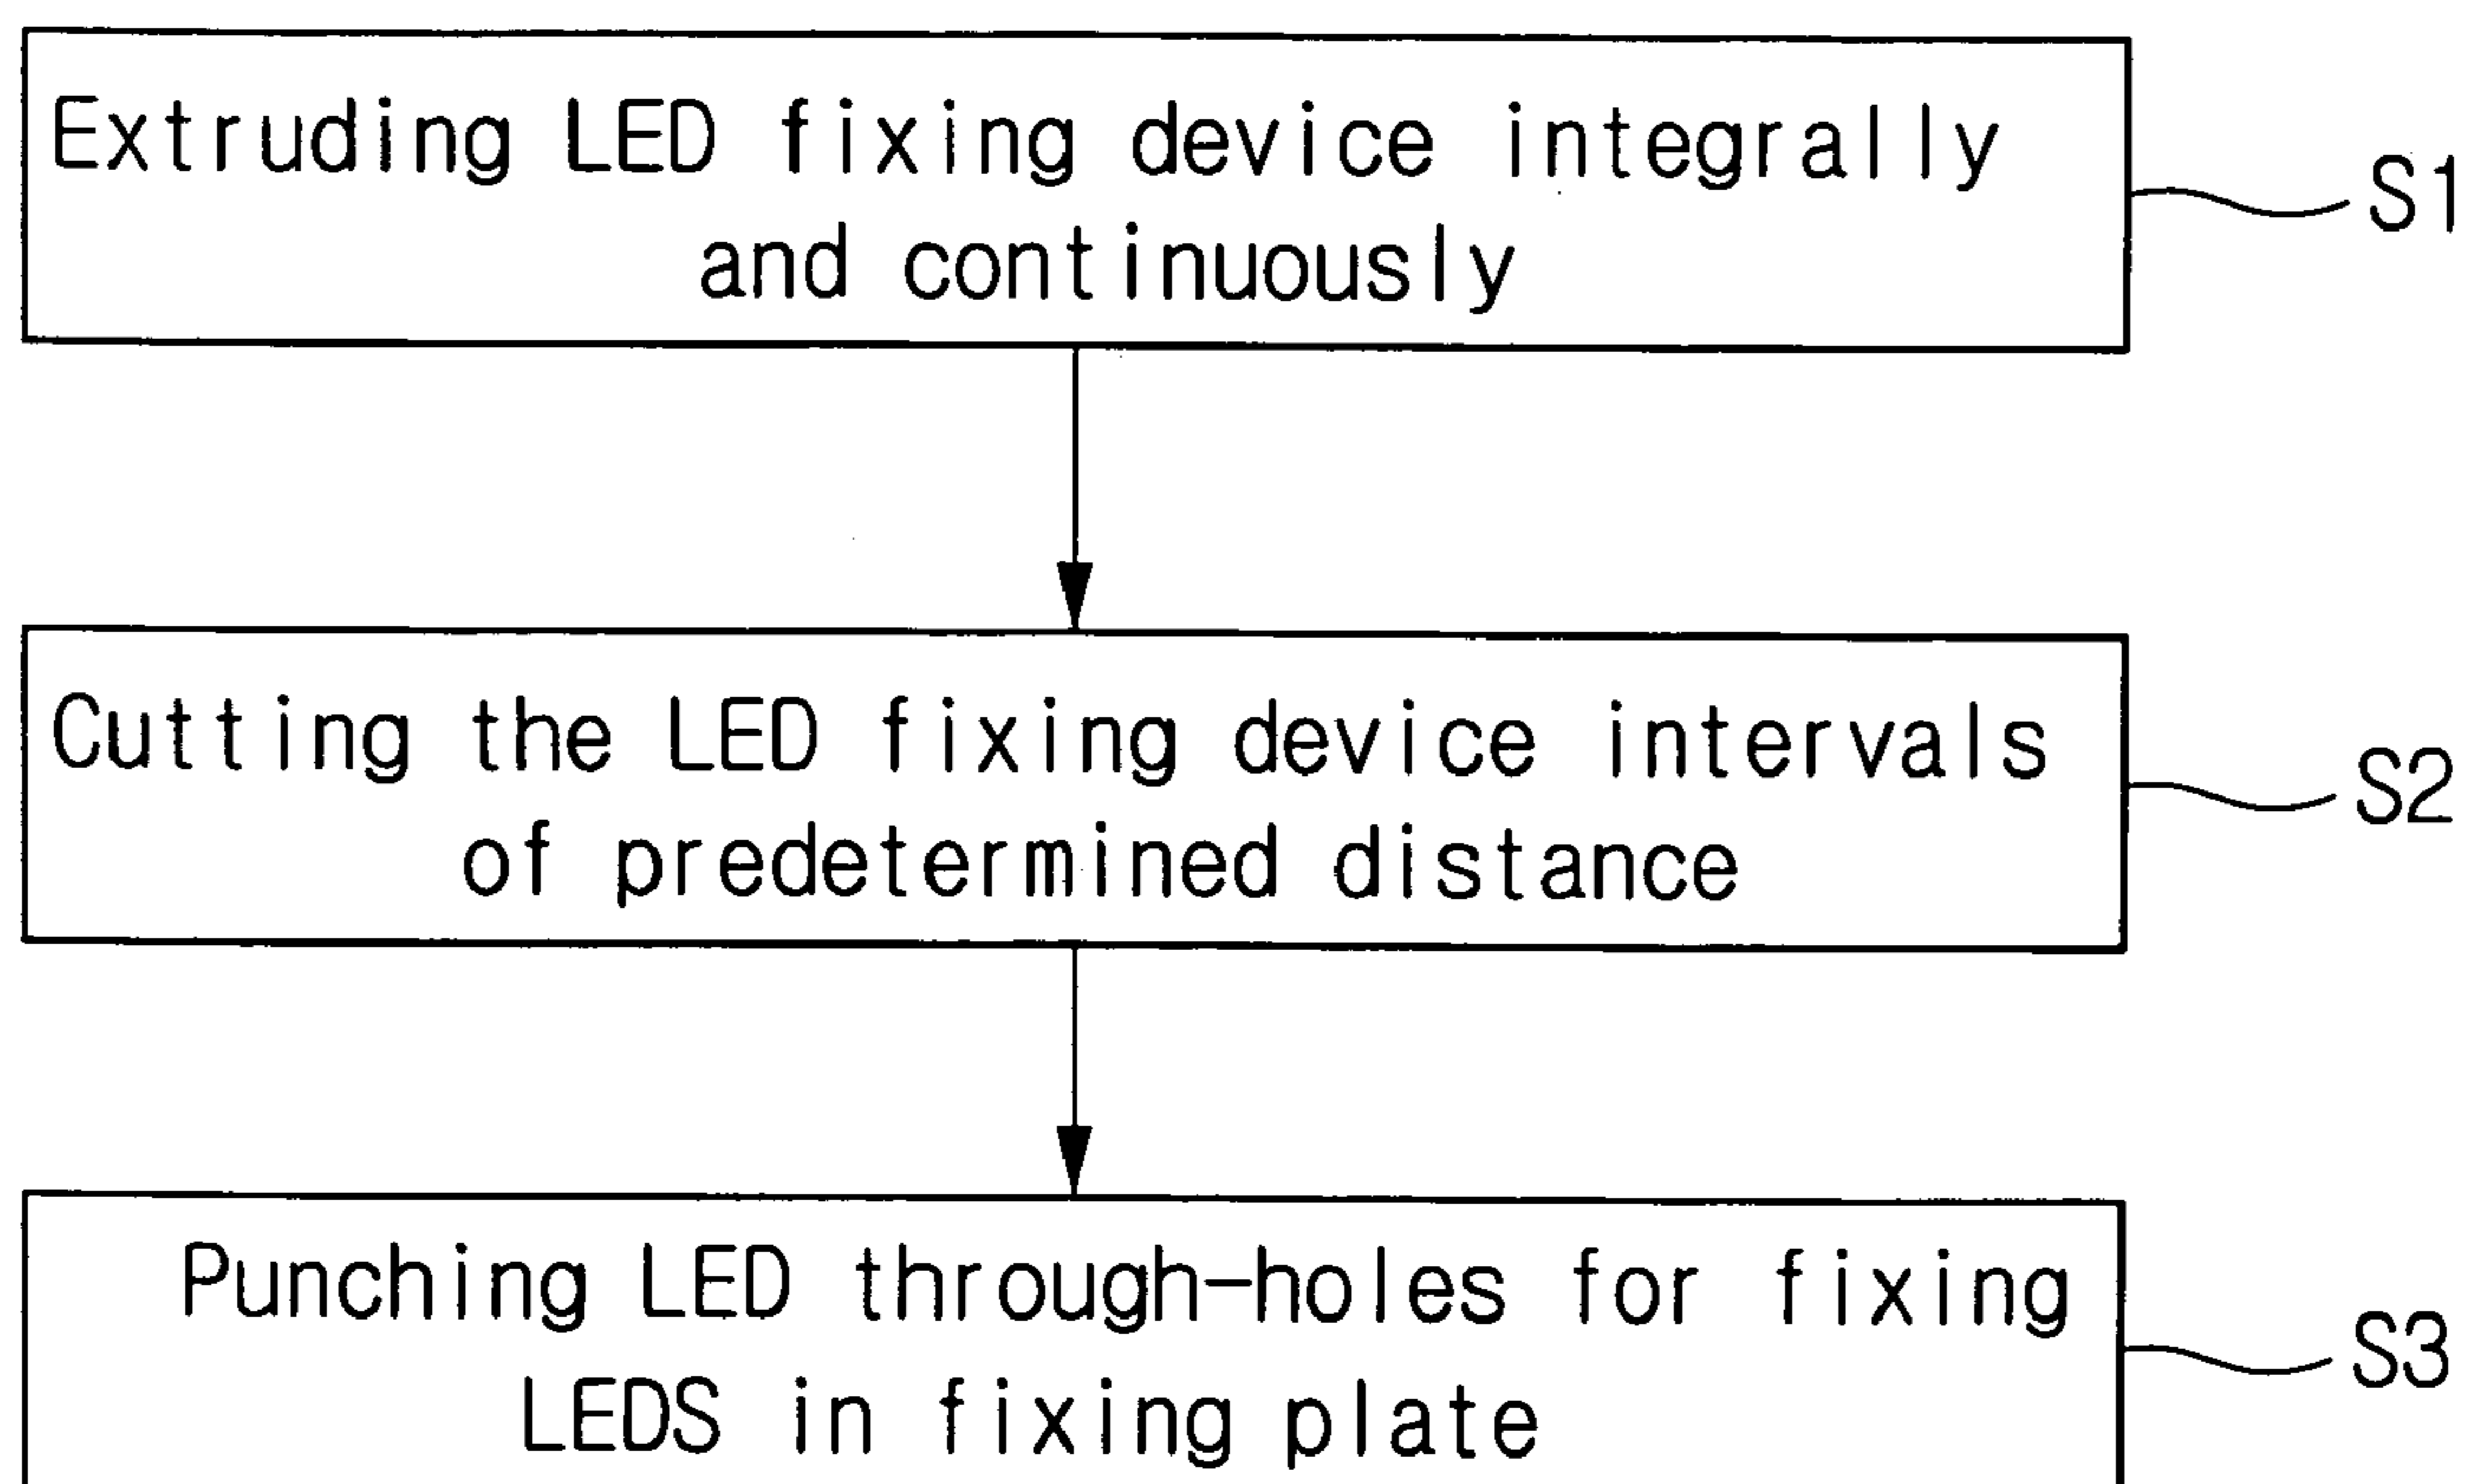 Extruding LED fixing device integrally
and continuously
S1
Cutting the LED fixing device intervals
of predetermined distance
S2
Punching LED through-holes for fixing
LEDS in fixing plate
S3